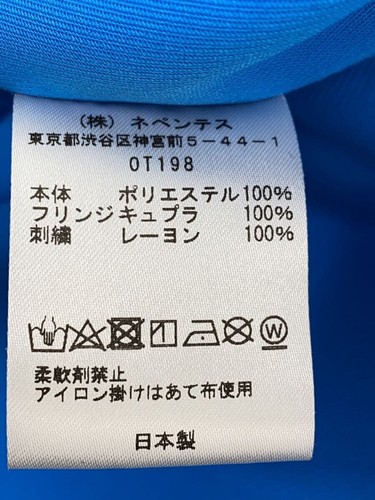 (株) ネペンテス
東京都渋谷区神宮前5-44-1
OT198
本体 ポリエステル100%
フリンジキュプラ 100%
刺繍 レーヨン 100%
W
柔軟剤禁止
アイロン掛けはあて布使用
日本製